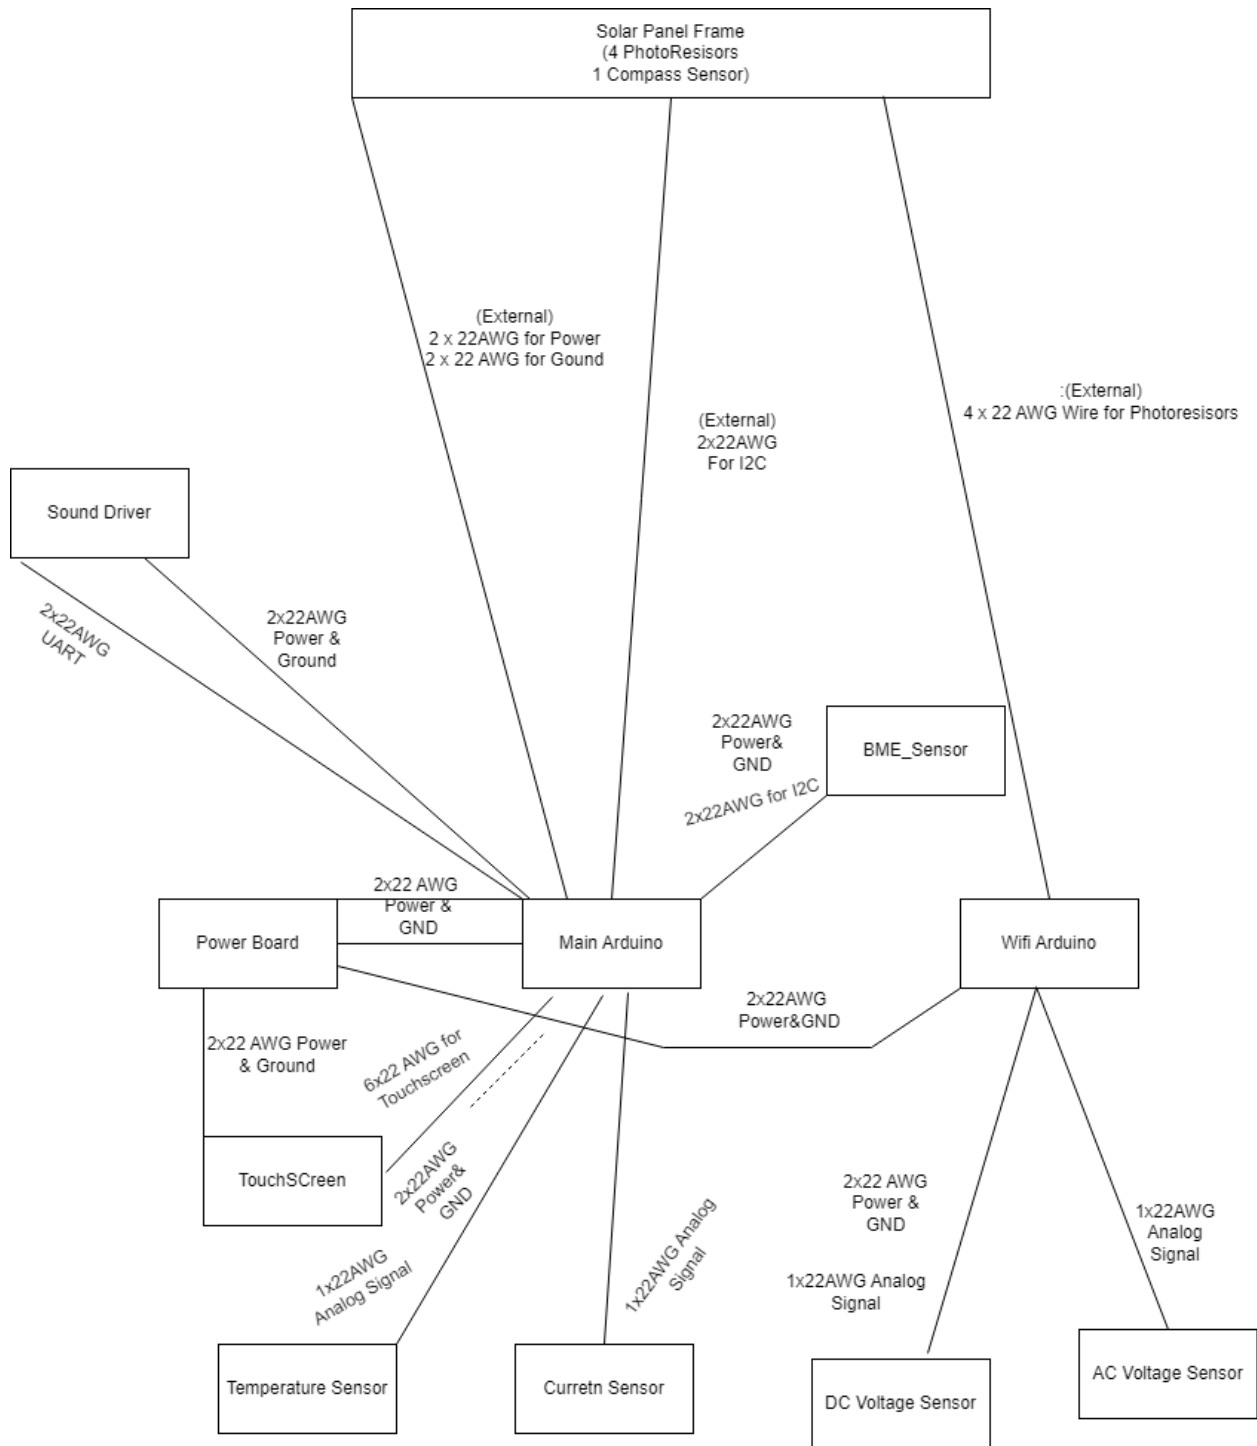 Solar Panel Frame
(4 PhotoResisors
1 Compass Sensor)
(External)
2 x 22AWG for Power
2 x 22 AWG for Gound
(External)
2x22AWG
For I2C
:(External)
4 x 22 AWG Wire for Photoresisors
Sound Driver
2x22AWG
UART
2x22AWG
Power &
Ground
2x22AWG
Power&
GND
BME_Sensor
2x22AWG for I2C
2x22 AWG
Power &
GND
Power Board
Main Arduino
Wifi Arduino
2x22AWG
Power&GND
2x22 AWG Power
& Ground
6x22 AWG for
Touchscreen
TouchSCreen
2x22AWG
Power&
GND
2x22 AWG
Power &
GND
1x22AWG
Analog
Signal
1x22AWG
Analog Signal
1x22AWG Analog
Signal
1x22AWG Analog
Signal
Temperature Sensor
Curretn Sensor
DC Voltage Sensor
AC Voltage Sensor